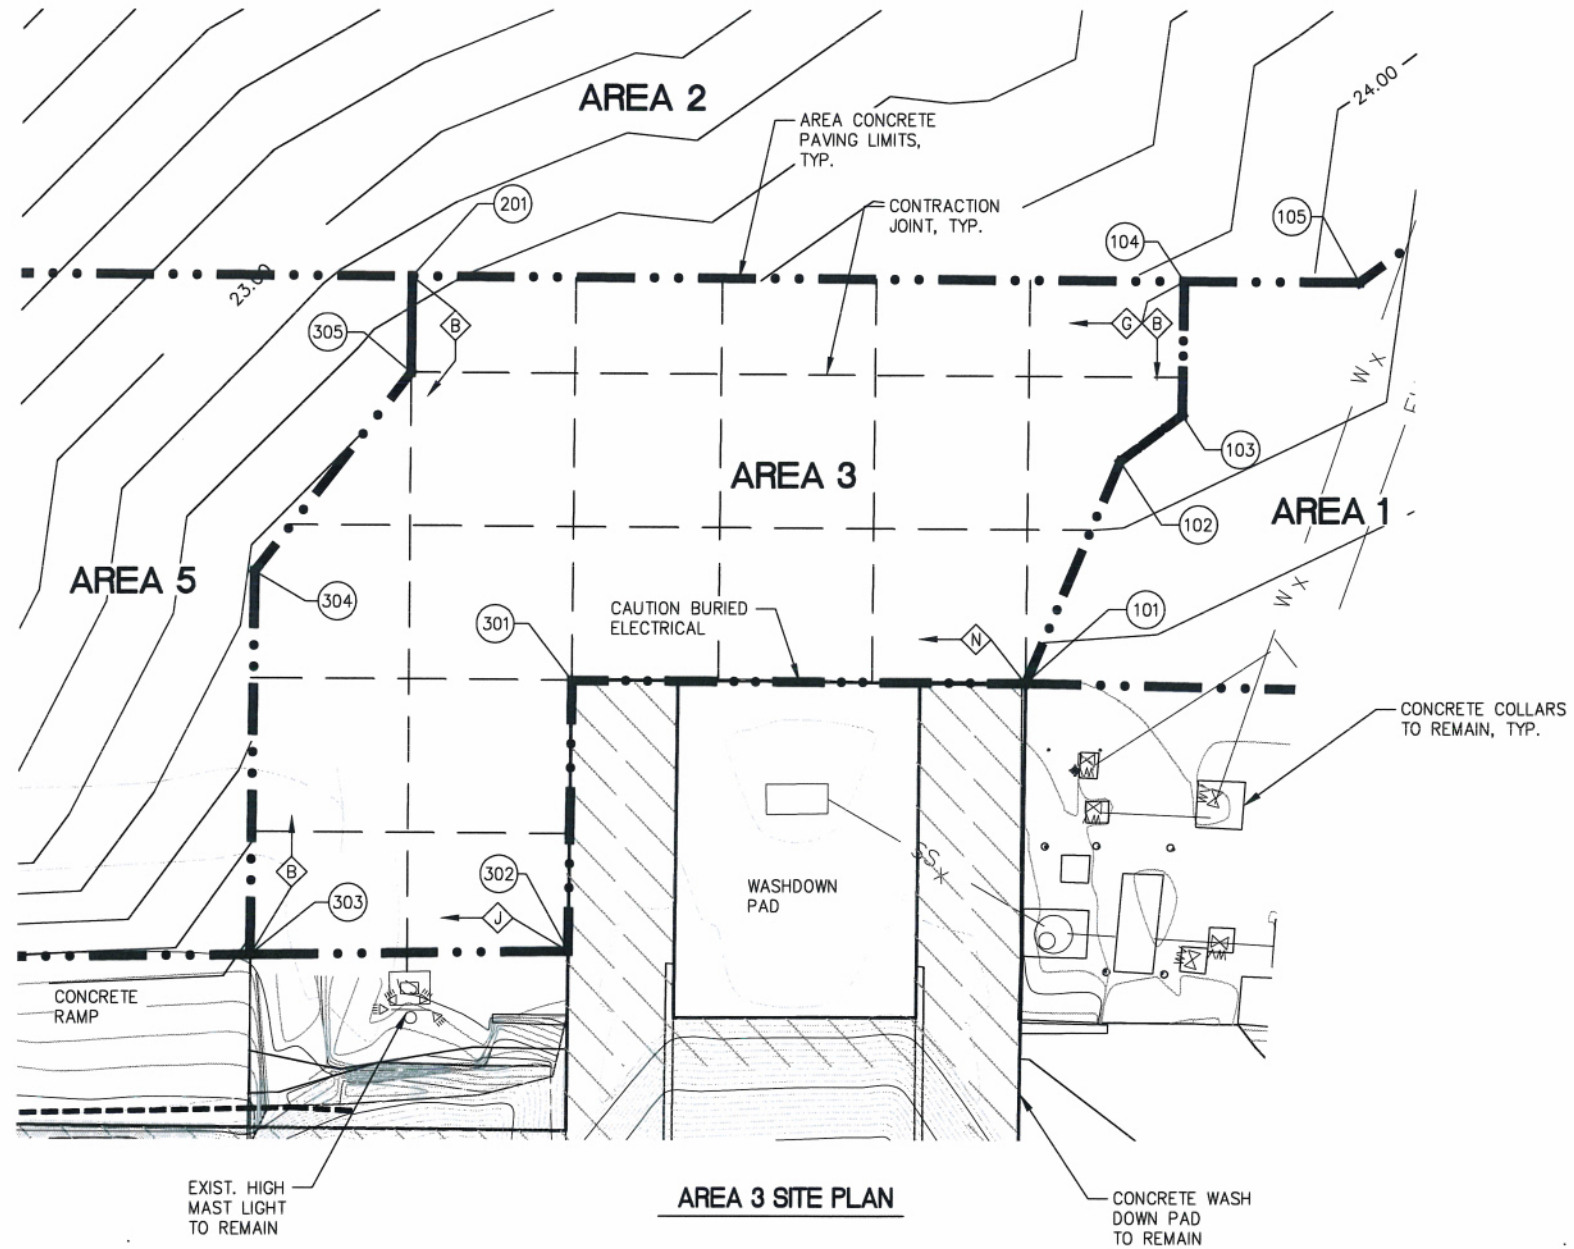 AREA 2
24.00
AREA CONCRETE
PAVING LIMITS,
TYP.
201
CONTRACTION
JOINT, TYP.
105
104
23.00
305
B
G
B
W X
103
AREA 3
102
AREA 1
AREA 5
304
W X
CAUTION BURIED
ELECTRICAL
301
101
N
CONCRETE COLLARS
TO REMAIN, TYP.
B
302
SS
WASHDOWN
PAD
303
J
CONCRETE
RAMP
EXIST. HIGH
MAST LIGHT
TO REMAIN
AREA 3 SITE PLAN
CONCRETE WASH
DOWN PAD
TO REMAIN